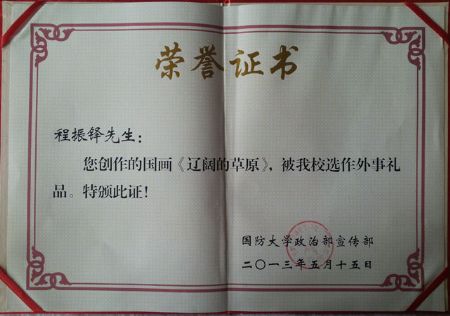 荣誉证书
程振铎先生：
您创作的国画《辽阔的草原》，被我校选作外事礼
品。特颁此证！
国防大学政治部宣传部
二〇一三年五月十五日